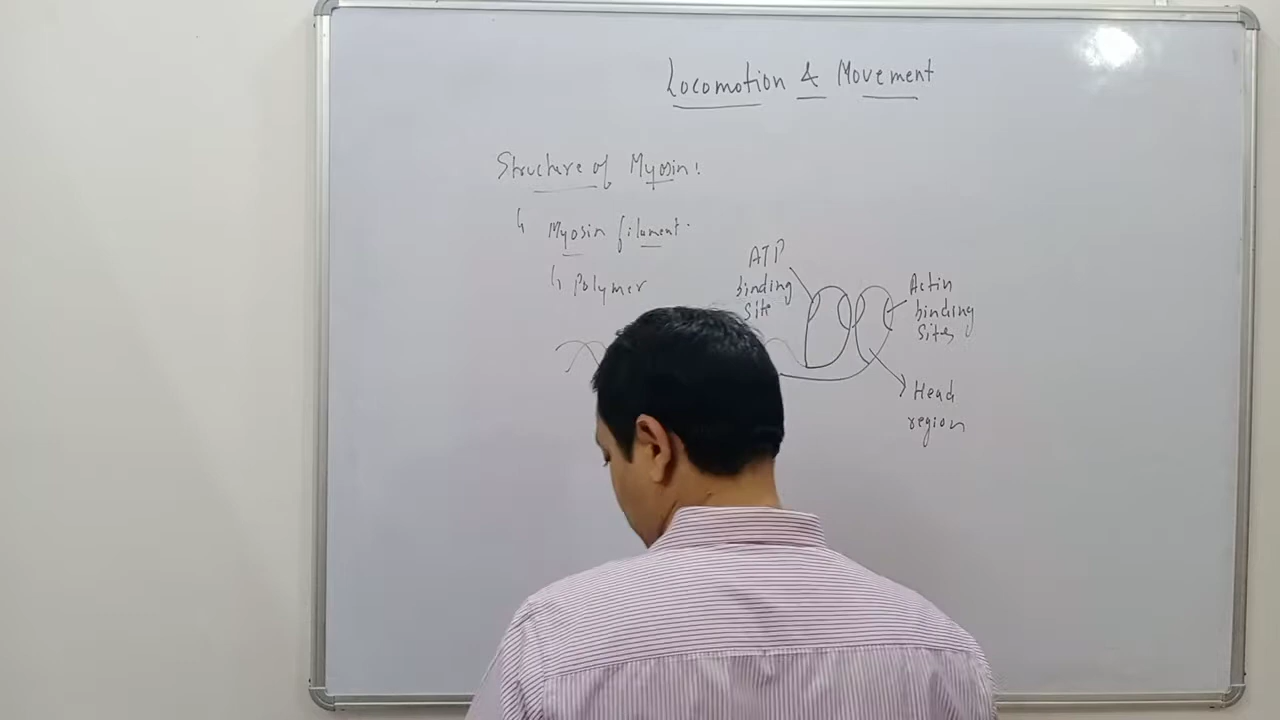 Locomotion & Movement
Structure of Myosin:
↳ Myosin filament.
↳ Polymer
ATP
binding
Site
Actin
binding
Sites
Head
region